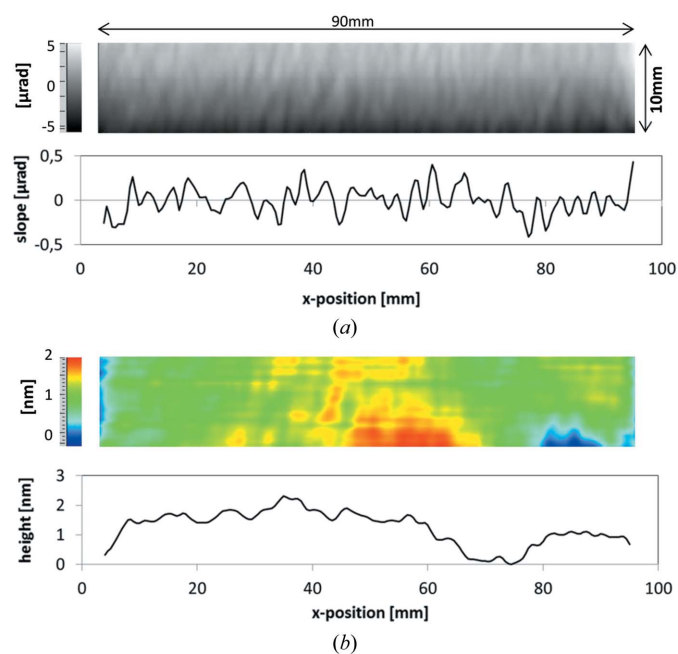 90mm
5
0
-5
[µrad]
10mm
0,5
0
-0,5
slope [µrad]
0 20 40 60 80 100
x-position [mm]
(a)
2
1
0
[nm]
3
2
1
0
height [nm]
0 20 40 60 80 100
x-position [mm]
(b)